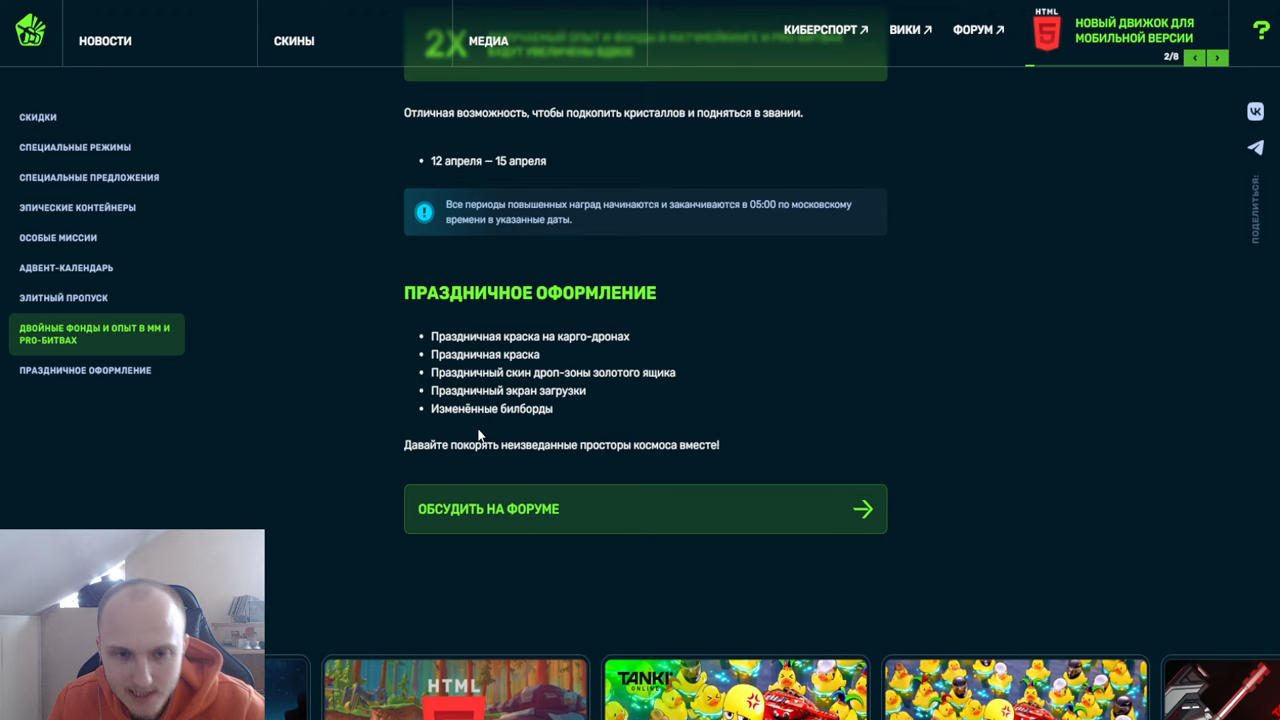 НОВОСТИ
СКИНЫ
МЕДИА
КИБЕРСПОРТ
ВИКИ
ФОРУМ
HTML
5
НОВЫЙ ДВИЖОК ДЛЯ
МОБИЛЬНОЙ ВЕРСИИ
2/8
?
2X
БУДУТ УВЕЛИЧЕНЫ ВДВОЕ
СКИДКИ
СПЕЦИАЛЬНЫЕ РЕЖИМЫ
СПЕЦИАЛЬНЫЕ ПРЕДЛОЖЕНИЯ
ЭПИЧЕСКИЕ КОНТЕЙНЕРЫ
ОСОБЫЕ МИССИИ
АДВЕНТ-КАЛЕНДАРЬ
ЭЛИТНЫЙ ПРОПУСК
ДВОЙНЫЕ ФОНДЫ И ОПЫТ В ММ И
PRO-БИТВАХ
ПРАЗДНИЧНОЕ ОФОРМЛЕНИЕ
Отличная возможность, чтобы подкопить кристаллов и подняться в звании.
• 12 апреля — 15 апреля
Все периоды повышенных наград начинаются и заканчиваются в 05:00 по московскому
времени в указанные даты.
ПРАЗДНИЧНОЕ ОФОРМЛЕНИЕ
• Праздничная краска на карго-дронах
• Праздничная краска
• Праздничный скин дроп-зоны золотого ящика
• Праздничный экран загрузки
• Изменённые билборды
Давайте покорять неизведанные просторы космоса вместе!
ОБСУДИТЬ НА ФОРУМЕ
ПОДЕЛИТЬСЯ:
HTML
TANKI
ONLINE